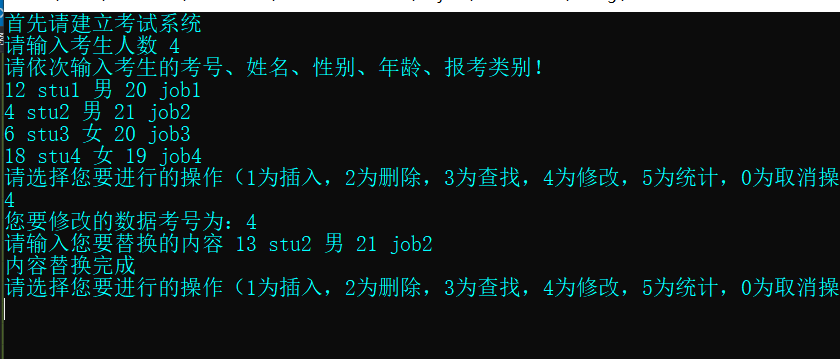 首先请建立考试系统
请输入考生人数 4
请依次输入考生的考号、姓名、性别、年龄、报考类别!
12 stu1 男 20 job1
4 stu2 男 21 job2
6 stu3 女 20 job3
18 stu4 女 19 job4
请选择您要进行的操作（1为插入，2为删除，3为查找，4为修改，5为统计，0为取消操
4
您要修改的数据考号为：4
请输入您要替换的内容 13 stu2 男 21 job2
内容替换完成
请选择您要进行的操作（1为插入，2为删除，3为查找，4为修改，5为统计，0为取消操